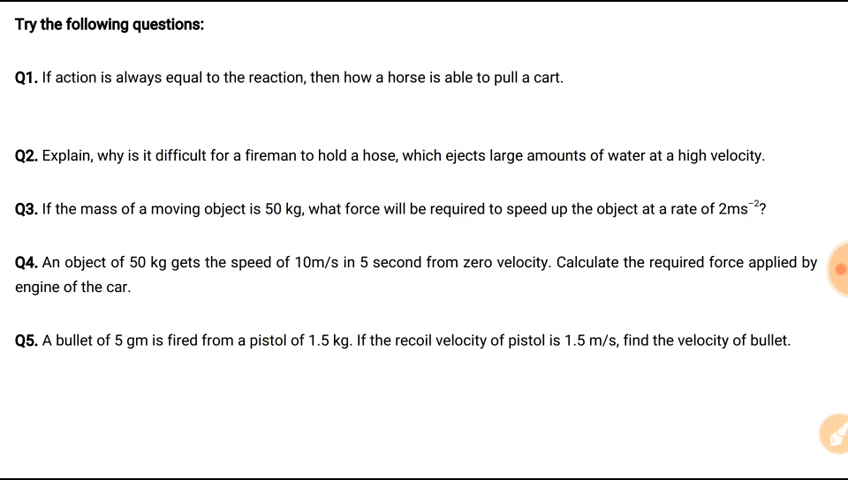 Try the following questions:
Q1. If action is always equal to the reaction, then how a horse is able to pull a cart.
Q2. Explain, why is it difficult for a fireman to hold a hose, which ejects large amounts of water at a high velocity.
Q3. If the mass of a moving object is 50 kg, what force will be required to speed up the object at a rate of 2ms⁻²?
Q4. An object of 50 kg gets the speed of 10m/s in 5 second from zero velocity. Calculate the required force applied by
engine of the car.
Q5. A bullet of 5 gm is fired from a pistol of 1.5 kg. If the recoil velocity of pistol is 1.5 m/s, find the velocity of bullet.